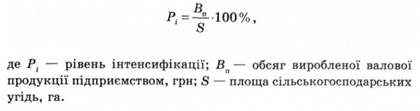 Pᵢ = Bₙ/S · 100%,
де Pᵢ — рівень інтенсифікації; Bₙ — обсяг виробленої валової
продукції підприємством, грн; S — площа сільськогосподарських
угідь, га.